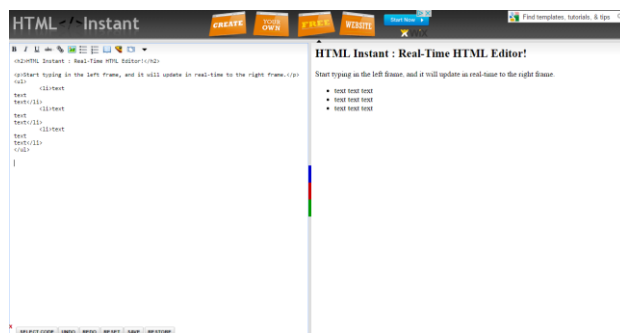 HTML </> Instant
CREATE
YOUR OWN
FREE
WEBSITE
Start Now
WiX
Find templates, tutorials, & tips
B I U abc
<h2>HTML Instant : Real-Time HTML Editor!</h2>
<p>Start typing in the left frame, and it will update in real-time to the right frame.</p>
<ul>
<li>text
text
text</li>
<li>text
text
text</li>
<li>text
text
text</li>
</ul>
HTML Instant : Real-Time HTML Editor!
Start typing in the left frame, and it will update in real-time to the right frame.
• text text text
• text text text
• text text text
x
SELECT CODE UNDO REDO RESET SAVE RESTORE